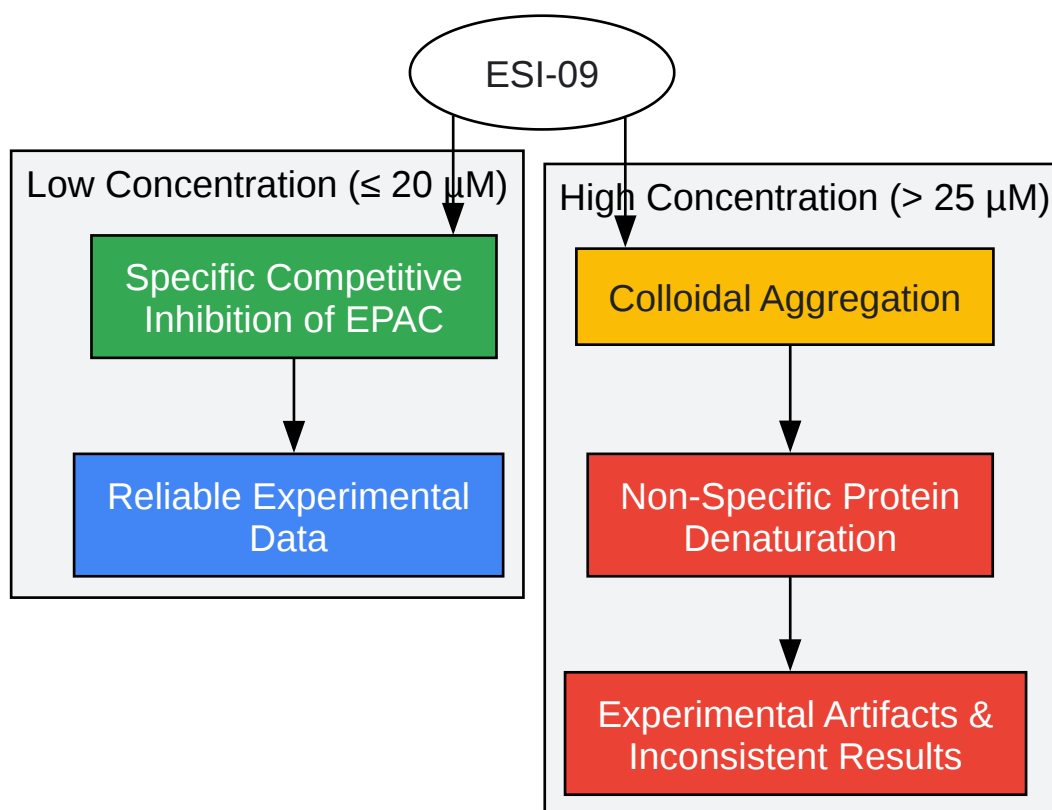 ESI-09
Low Concentration (≤ 20 µM)
Specific Competitive
Inhibition of EPAC
Reliable Experimental
Data
High Concentration (> 25 µM)
Colloidal Aggregation
Non-Specific Protein
Denaturation
Experimental Artifacts &
Inconsistent Results